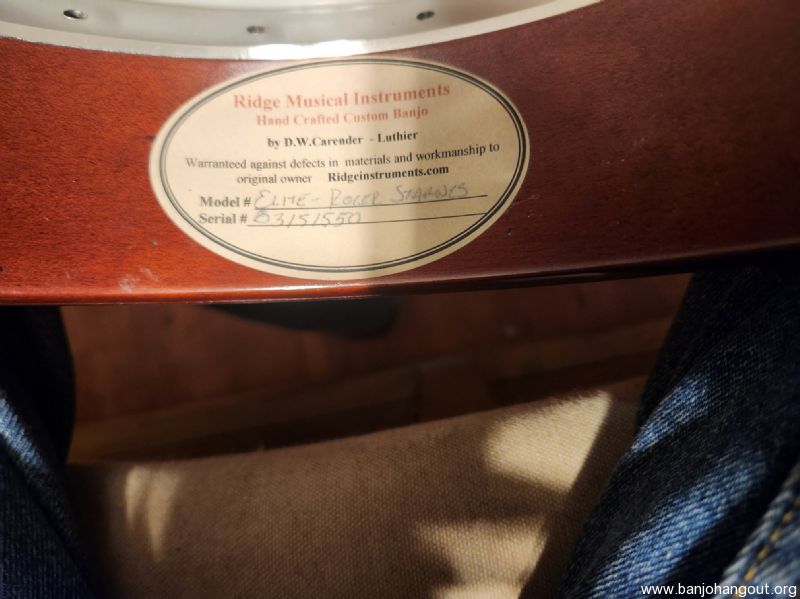 Ridge Musical Instruments
Hand Crafted Custom Banjo
by D.W.Carender - Luthier
Warranteed against defects in materials and workmanship to
original owner Ridgeinstruments.com
Model # ELITE - ROGER STARNES
Serial # 03151550
www.banjohangout.org